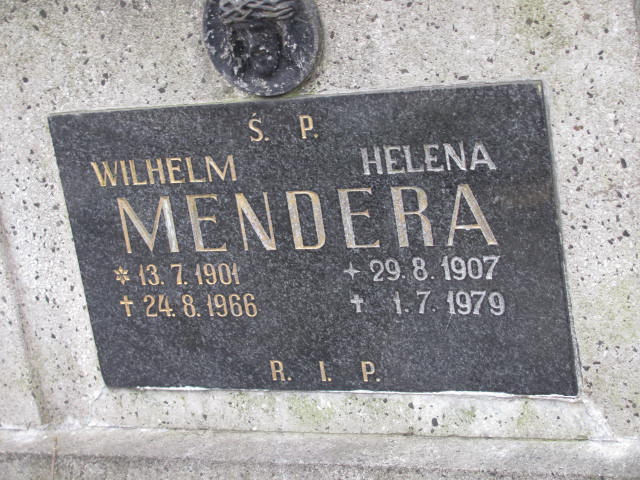 Ś. P.
WILHELM HELENA
MENDERA
* 13. 7. 1901 * 29. 8. 1907
† 24. 8. 1966 † 1. 7. 1979
R. I. P.